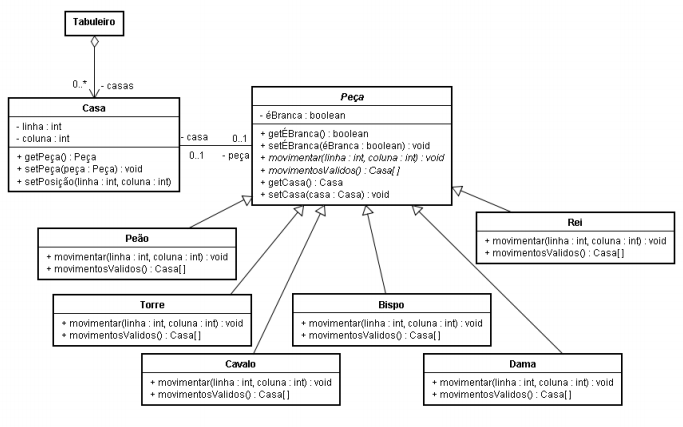 Tabuleiro
0..*
- casas
Casa
- linha : int
- coluna : int
+ getPeça() : Peça
+ setPeça(peça : Peça) : void
+ setPosição(linha : int, coluna : int)
- casa
0..1
0..1
- peça
Peça
- éBranca : boolean
+ getÉBranca() : boolean
+ setÉBranca(éBranca : boolean) : void
+ movimentar(linha : int, coluna : int) : void
+ movimentosValidos() : Casa[]
+ getCasa() : Casa
+ setCasa(casa : Casa) : void
Rei
+ movimentar(linha : int, coluna : int) : void
+ movimentosValidos() : Casa[]
Peão
+ movimentar(linha : int, coluna : int) : void
+ movimentosValidos() : Casa[]
Torre
+ movimentar(linha : int, coluna : int) : void
+ movimentosValidos() : Casa[]
Bispo
+ movimentar(linha : int, coluna : int) : void
+ movimentosValidos() : Casa[]
Cavalo
+ movimentar(linha : int, coluna : int) : void
+ movimentosValidos() : Casa[]
Dama
+ movimentar(linha : int, coluna : int) : void
+ movimentosValidos() : Casa[]